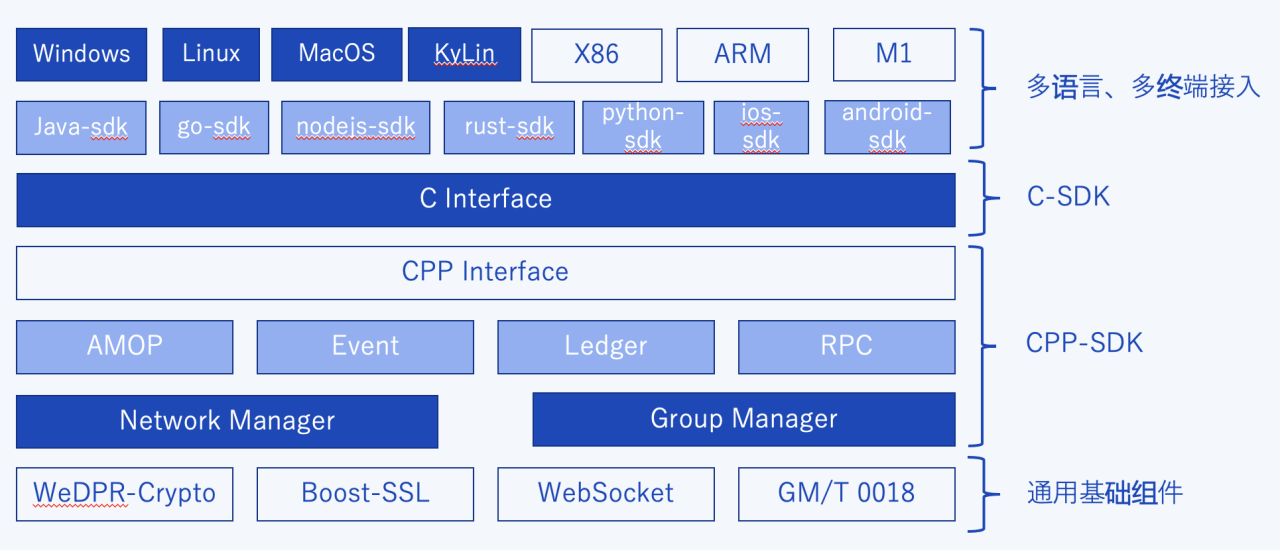 Windows
Linux
MacOS
KyLin
X86
ARM
M1
多语言、多终端接入
Java-sdk
go-sdk
nodejs-sdk
rust-sdk
python-
sdk
ios-
sdk
android-
sdk
C Interface
C-SDK
CPP Interface
AMOP
Event
Ledger
RPC
CPP-SDK
Network Manager
Group Manager
WeDPR-Crypto
Boost-SSL
WebSocket
GM/T 0018
通用基础组件